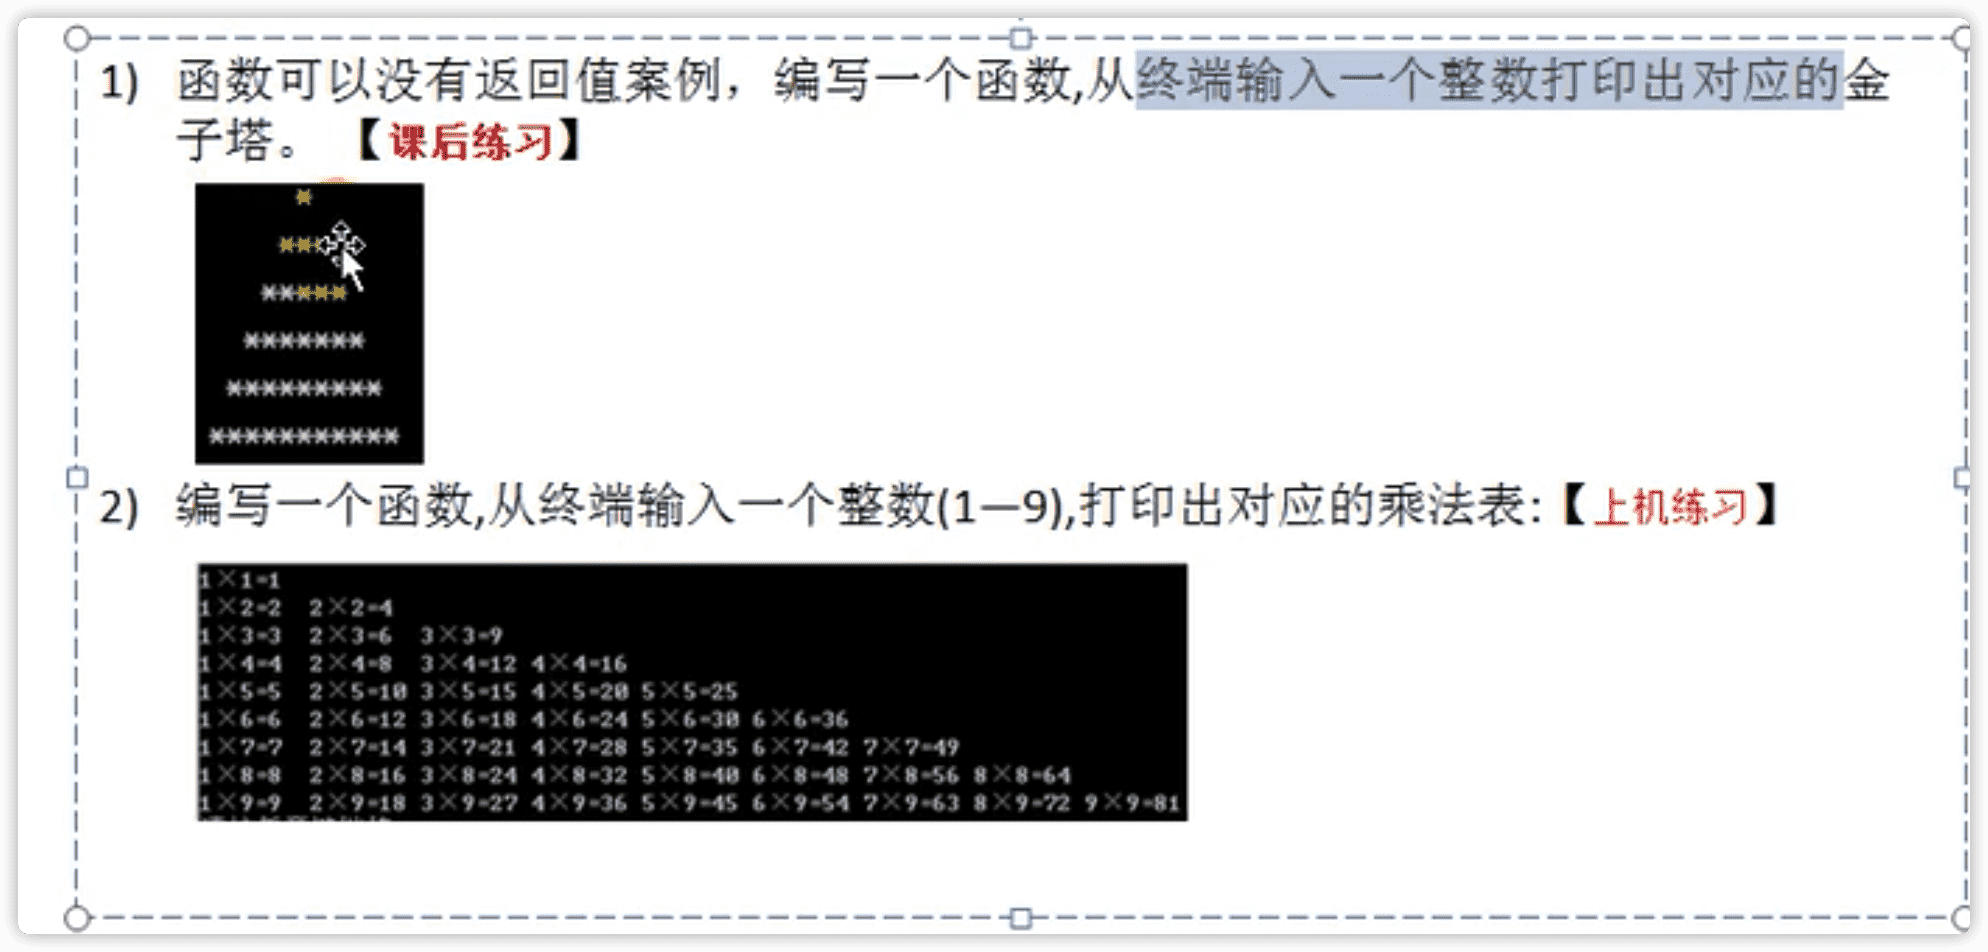 1) 函数可以没有返回值案例，编写一个函数,从终端输入一个整数打印出对应的金
子塔。 【课后练习】
*
***
*****
*******
*********
***********
2) 编写一个函数,从终端输入一个整数(1—9),打印出对应的乘法表:【上机练习】
1×1=1
1×2=2 2×2=4
1×3=3 2×3=6 3×3=9
1×4=4 2×4=8 3×4=12 4×4=16
1×5=5 2×5=10 3×5=15 4×5=20 5×5=25
1×6=6 2×6=12 3×6=18 4×6=24 5×6=30 6×6=36
1×7=7 2×7=14 3×7=21 4×7=28 5×7=35 6×7=42 7×7=49
1×8=8 2×8=16 3×8=24 4×8=32 5×8=40 6×8=48 7×8=56 8×8=64
1×9=9 2×9=18 3×9=27 4×9=36 5×9=45 6×9=54 7×9=63 8×9=72 9×9=81